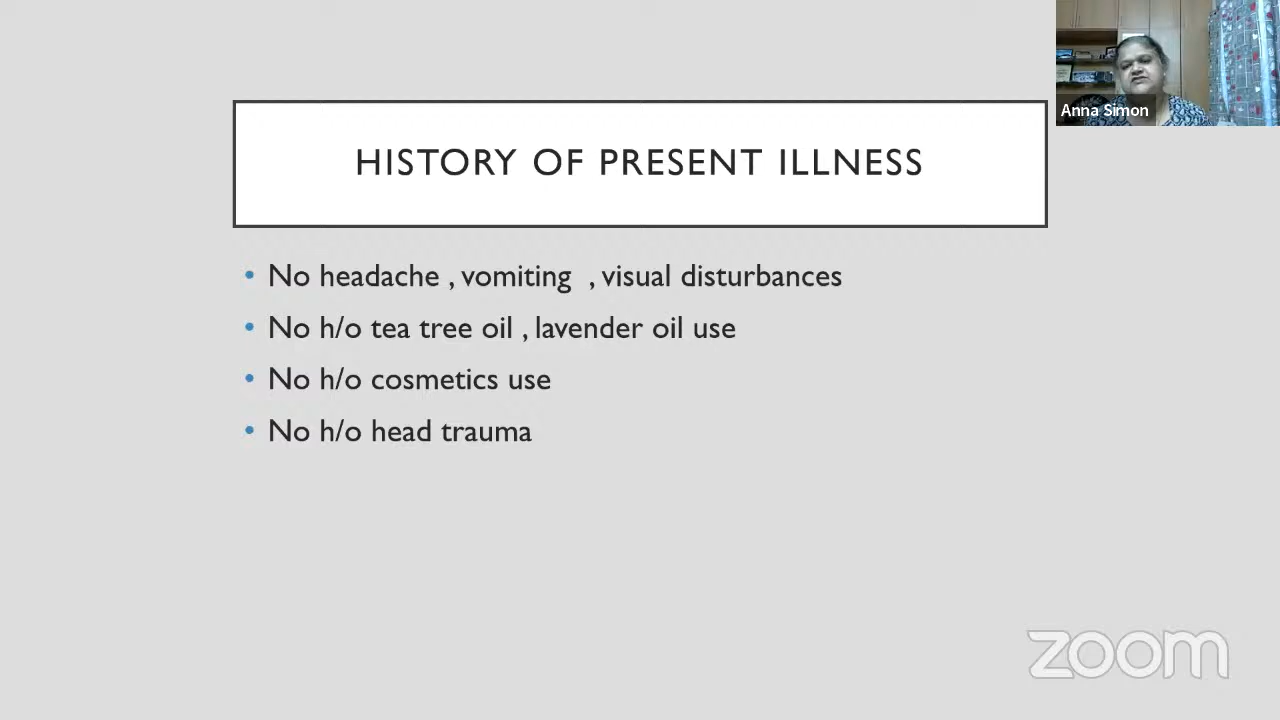 Anna Simon
HISTORY OF PRESENT ILLNESS
• No headache , vomiting  , visual disturbances
• No h/o tea tree oil , lavender oil use
• No h/o cosmetics use
• No h/o head trauma
zoom